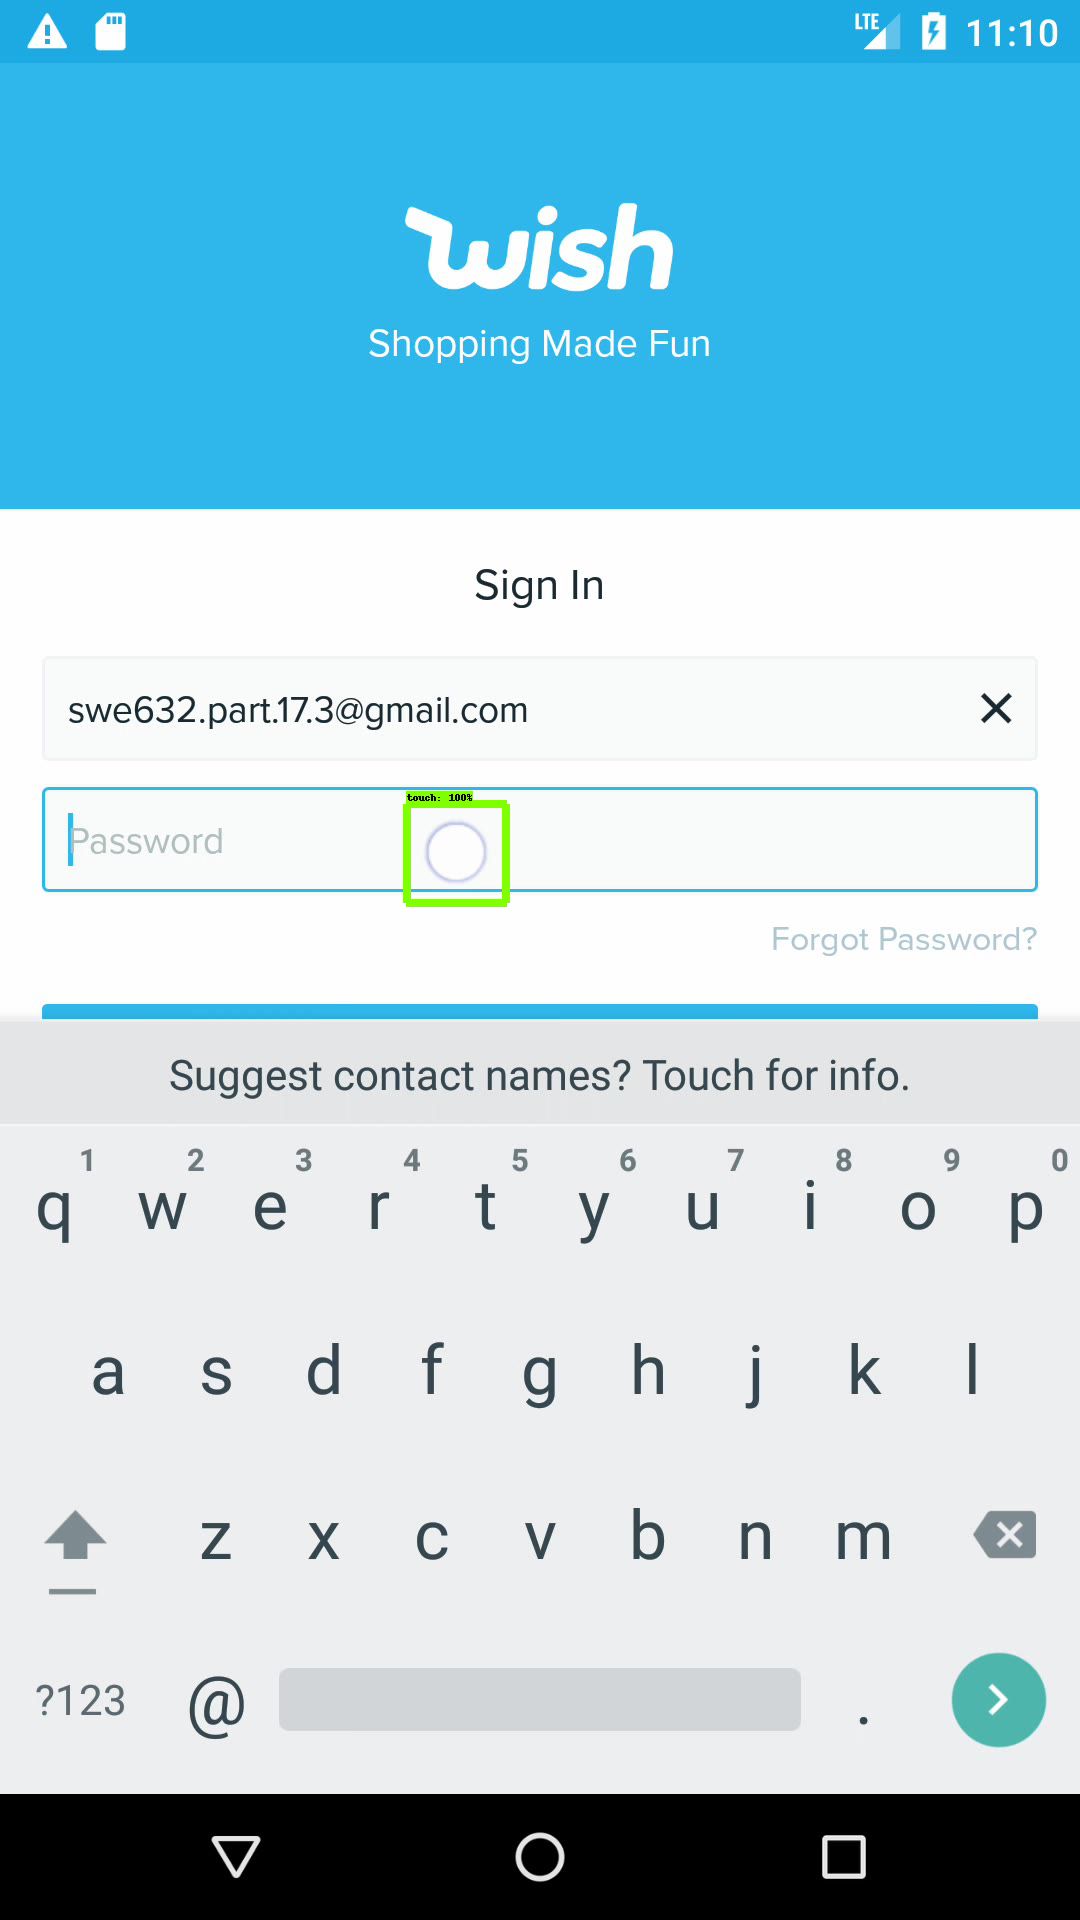 LTE 11:10
wish
Shopping Made Fun
Sign In
swe632.part.17.3@gmail.com
touch: 100%
Password
Forgot Password?
Suggest contact names? Touch for info.
1 2 3 4 5 6 7 8 9 0
q w e r t y u i o p
a s d f g h j k l
z x c v b n m
?123 @ .